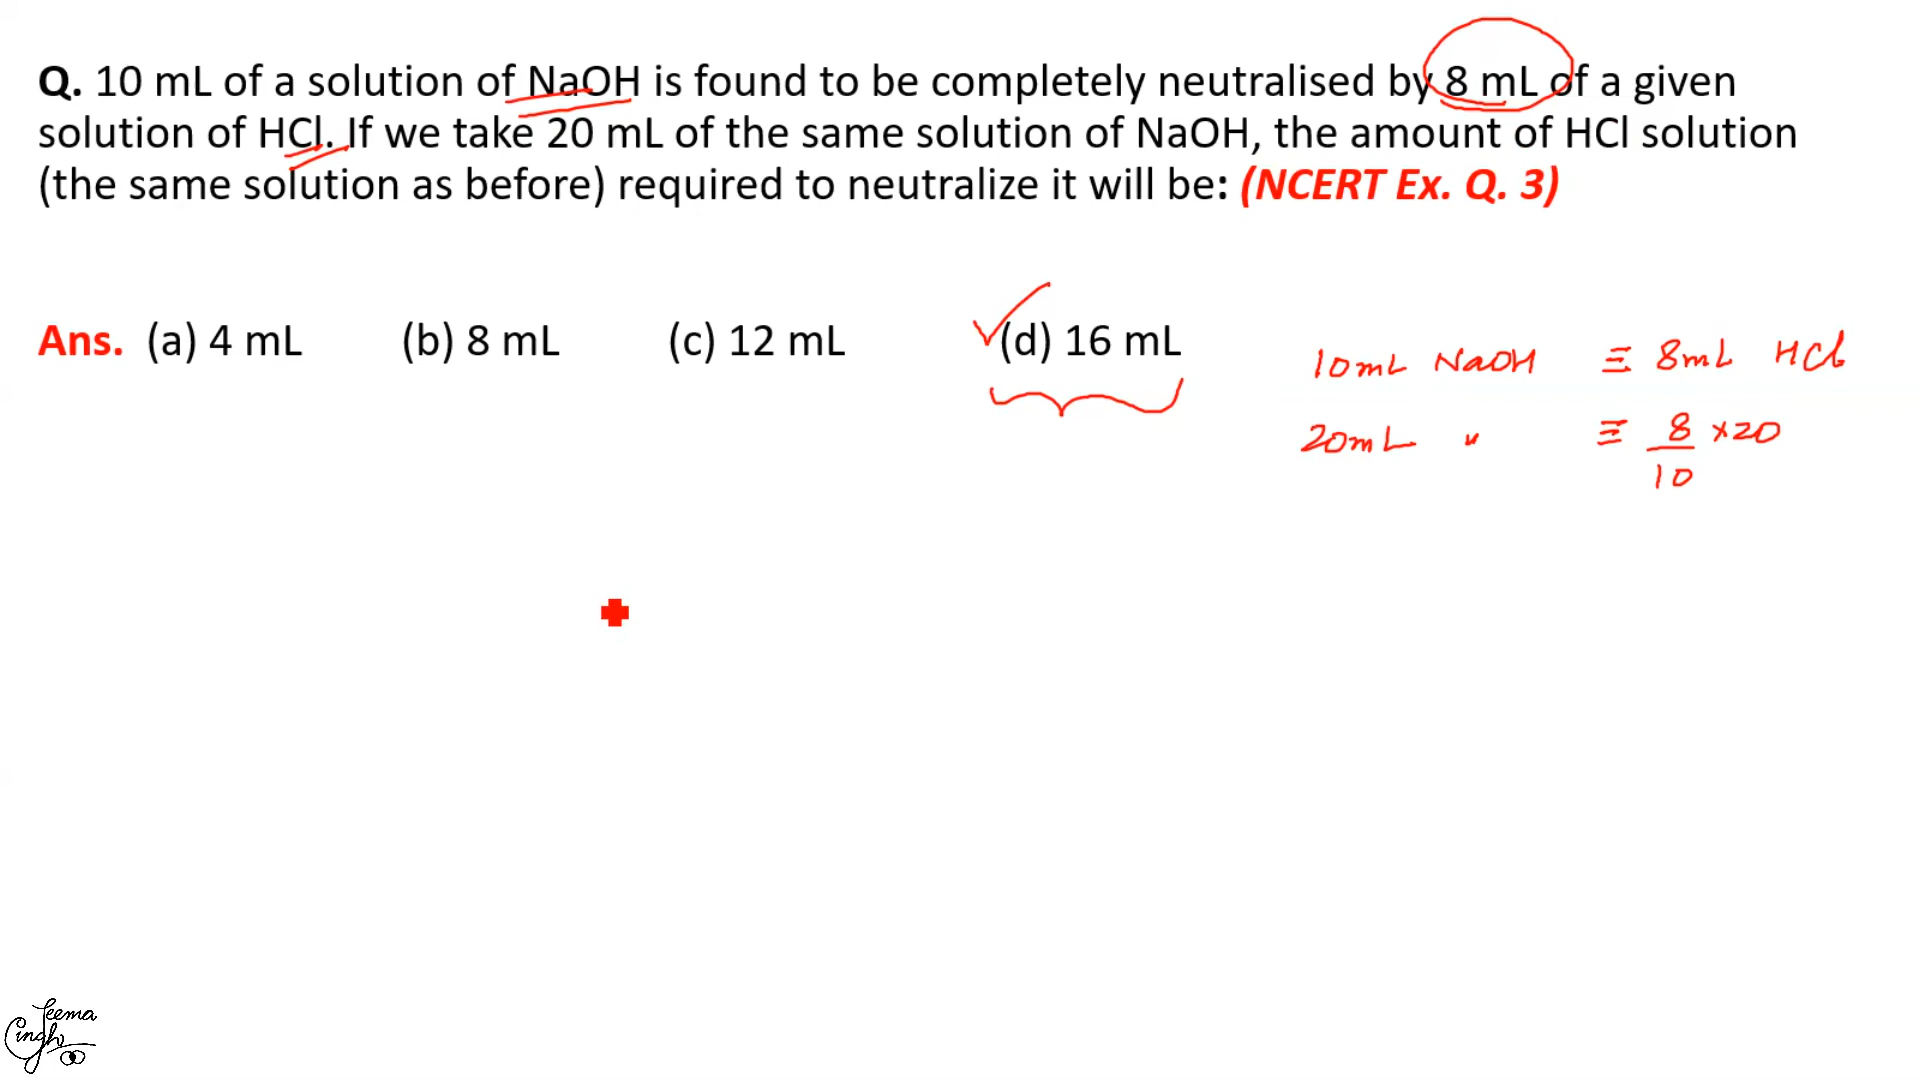 Q. 10 mL of a solution of NaOH is found to be completely neutralised by 8 mL of a given
solution of HCl. If we take 20 mL of the same solution of NaOH, the amount of HCl solution
(the same solution as before) required to neutralize it will be: (NCERT Ex. Q. 3)
Ans. (a) 4 mL (b) 8 mL (c) 12 mL (d) 16 mL
10mL NaOH ≡ 8mL HCl
20mL " ≡ 8/10 ×20
Seema
Singh